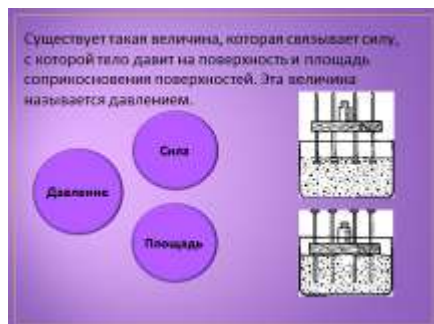 Существует такая величина, которая связывает силу,
с которой тело давит на поверхность и площадь
соприкосновения поверхностей. Эта величина
называется давлением.
Сила
Давление
Площадь